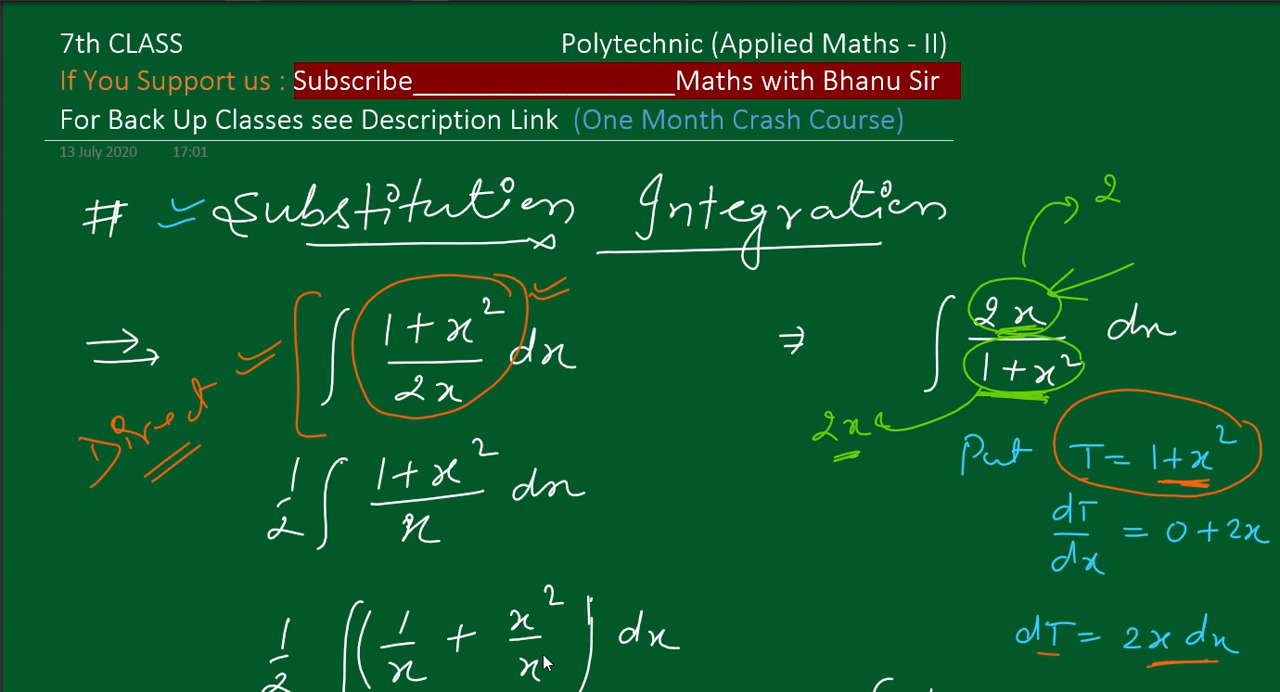 7th CLASS Polytechnic (Applied Maths - II)
If You Support us : Subscribe____________________Maths with Bhanu Sir
For Back Up Classes see Description Link (One Month Crash Course)
13 July 2020 17:01
# Substitution Integration
2
⇒ Direct ∫ (1+x²)/(2x) dx
⇒ ∫ (2x)/(1+x²) dx
2x
Put T = 1+x²
1/2 ∫ (1+x²)/x dx
dT/dx = 0+2x
1/2 ∫(1/x + x²/x) dx
dT = 2x dx